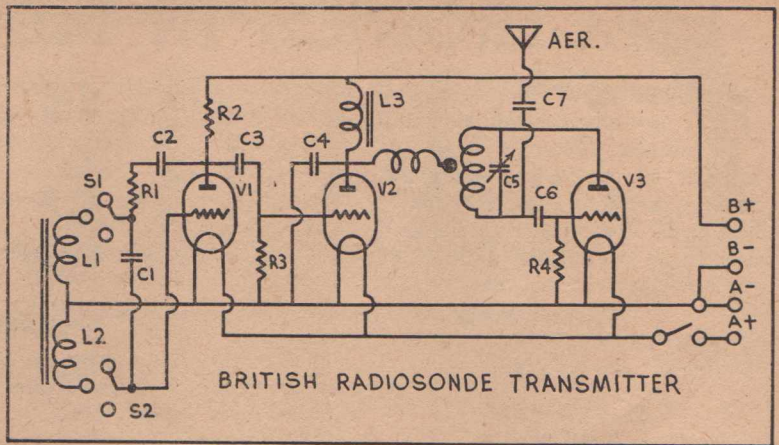 AER.
C7
L3
R2
C2
C3
C4
S1
R1
V1
V2
C5
C6
V3
B+
B-
A-
A+
L1
C1
R3
R4
L2
S2
BRITISH RADIOSONDE TRANSMITTER